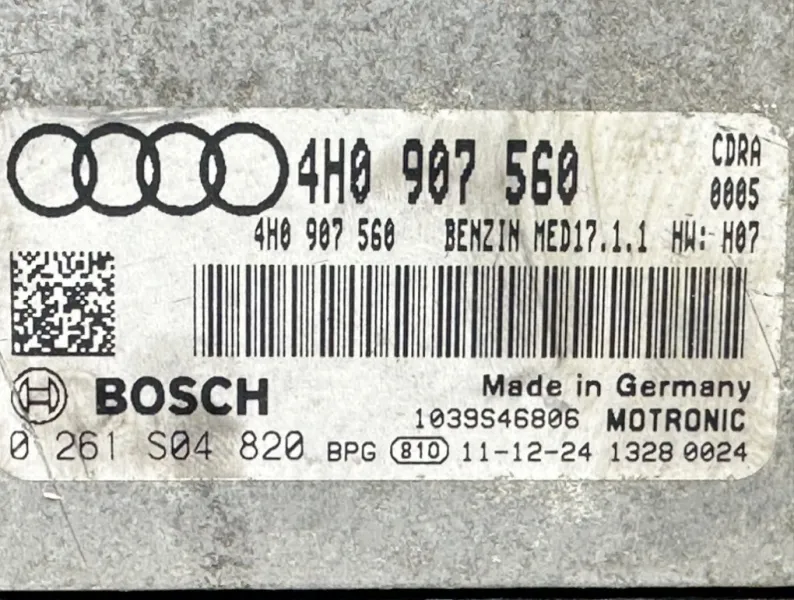 4H0 907 560 CDRA
0005
4H0 907 560 BENZIN MED17.1.1 HW: H07
BOSCH Made in Germany
1039S46806 MOTRONIC
0 261 S04 820 BPG 810 11-12-24 1328 0024